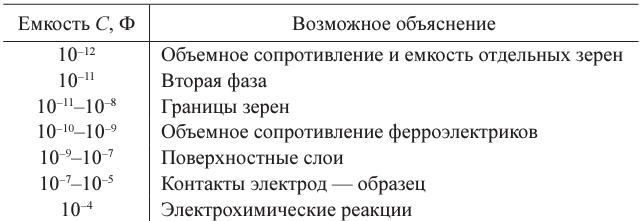 Емкость C, Ф Возможное объяснение
10⁻¹² Объемное сопротивление и емкость отдельных зерен
10⁻¹¹ Вторая фаза
10⁻¹¹–10⁻⁸ Границы зерен
10⁻¹⁰–10⁻⁹ Объемное сопротивление ферроэлектриков
10⁻⁹–10⁻⁷ Поверхностные слои
10⁻⁷–10⁻⁵ Контакты электрод — образец
10⁻⁴ Электрохимические реакции